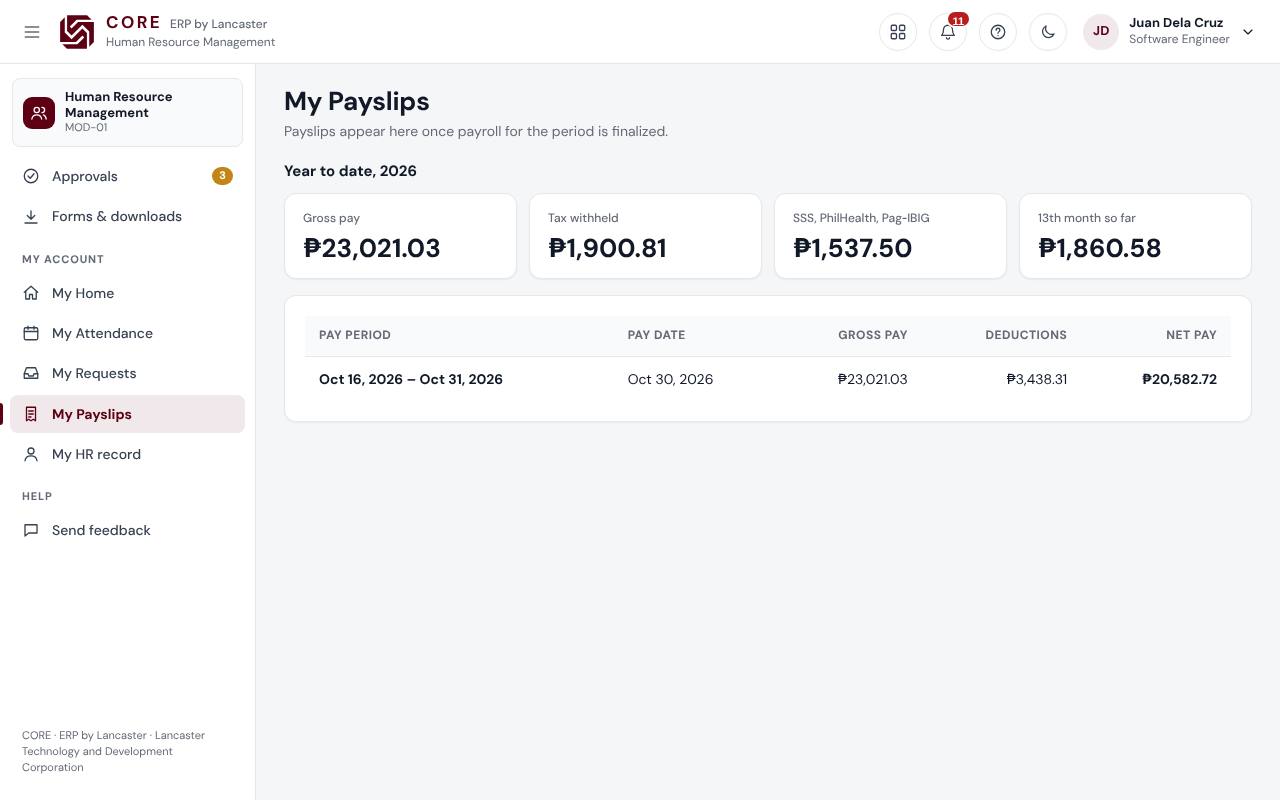 CORE ERP by Lancaster
Human Resource Management
11
JD
Juan Dela Cruz
Software Engineer
Human Resource
Management
MOD-01
Approvals 3
Forms & downloads
MY ACCOUNT
My Home
My Attendance
My Requests
My Payslips
My HR record
HELP
Send feedback
CORE · ERP by Lancaster · Lancaster
Technology and Development
Corporation
My Payslips
Payslips appear here once payroll for the period is finalized.
Year to date, 2026
Gross pay
₱23,021.03
Tax withheld
₱1,900.81
SSS, PhilHealth, Pag-IBIG
₱1,537.50
13th month so far
₱1,860.58
PAY PERIOD PAY DATE GROSS PAY DEDUCTIONS NET PAY
Oct 16, 2026 – Oct 31, 2026 Oct 30, 2026 ₱23,021.03 ₱3,438.31 ₱20,582.72